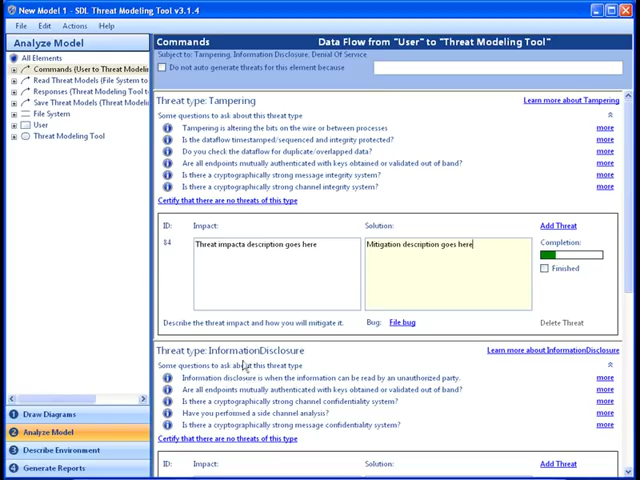 New Model 1 - SDL Threat Modeling Tool v3.1.4
File Edit Actions Help
Analyze Model
All Elements
Commands (User to Threat Modelin
Read Threat Models (File System to
Responses (Threat Modeling Tool t
Save Threat Models (Threat Modelin
File System
User
Threat Modeling Tool
1 Draw Diagrams
2 Analyze Model
3 Describe Environment
4 Generate Reports
Commands Data Flow from "User" to "Threat Modeling Tool"
Subject to: Tampering, Information Disclosure, Denial Of Service
Do not auto generate threats for this element because
Threat type: Tampering Learn more about Tampering
Some questions to ask about this threat type
Tampering is altering the bits on the wire or between processes more
Is the dataflow timestamped/sequenced and integrity protected? more
Do you check the dataflow for duplicate/overlapped data? more
Are all endpoints mutually authenticated with keys obtained or validated out of band? more
Is there a cryptographically strong message integrity system? more
Is there a cryptographically strong channel integrity system? more
Certify that there are no threats of this type
ID: Impact: Solution: Add Threat
84 Threat impacta description goes here Mitigation description goes here Completion:
Finished
Describe the threat impact and how you will mitigate it. Bug: File bug Delete Threat
Threat type: InformationDisclosure Learn more about InformationDisclosure
Some questions to ask about this threat type
Information disclosure is when the information can be read by an unauthorized party. more
Are all endpoints mutually authenticated with keys obtained or validated out of band? more
Is there a cryptographically strong channel confidentiality system? more
Have you performed a side channel analysis? more
Is there a cryptographically strong message confidentiality system? more
Certify that there are no threats of this type
ID: Impact: Solution: Add Threat